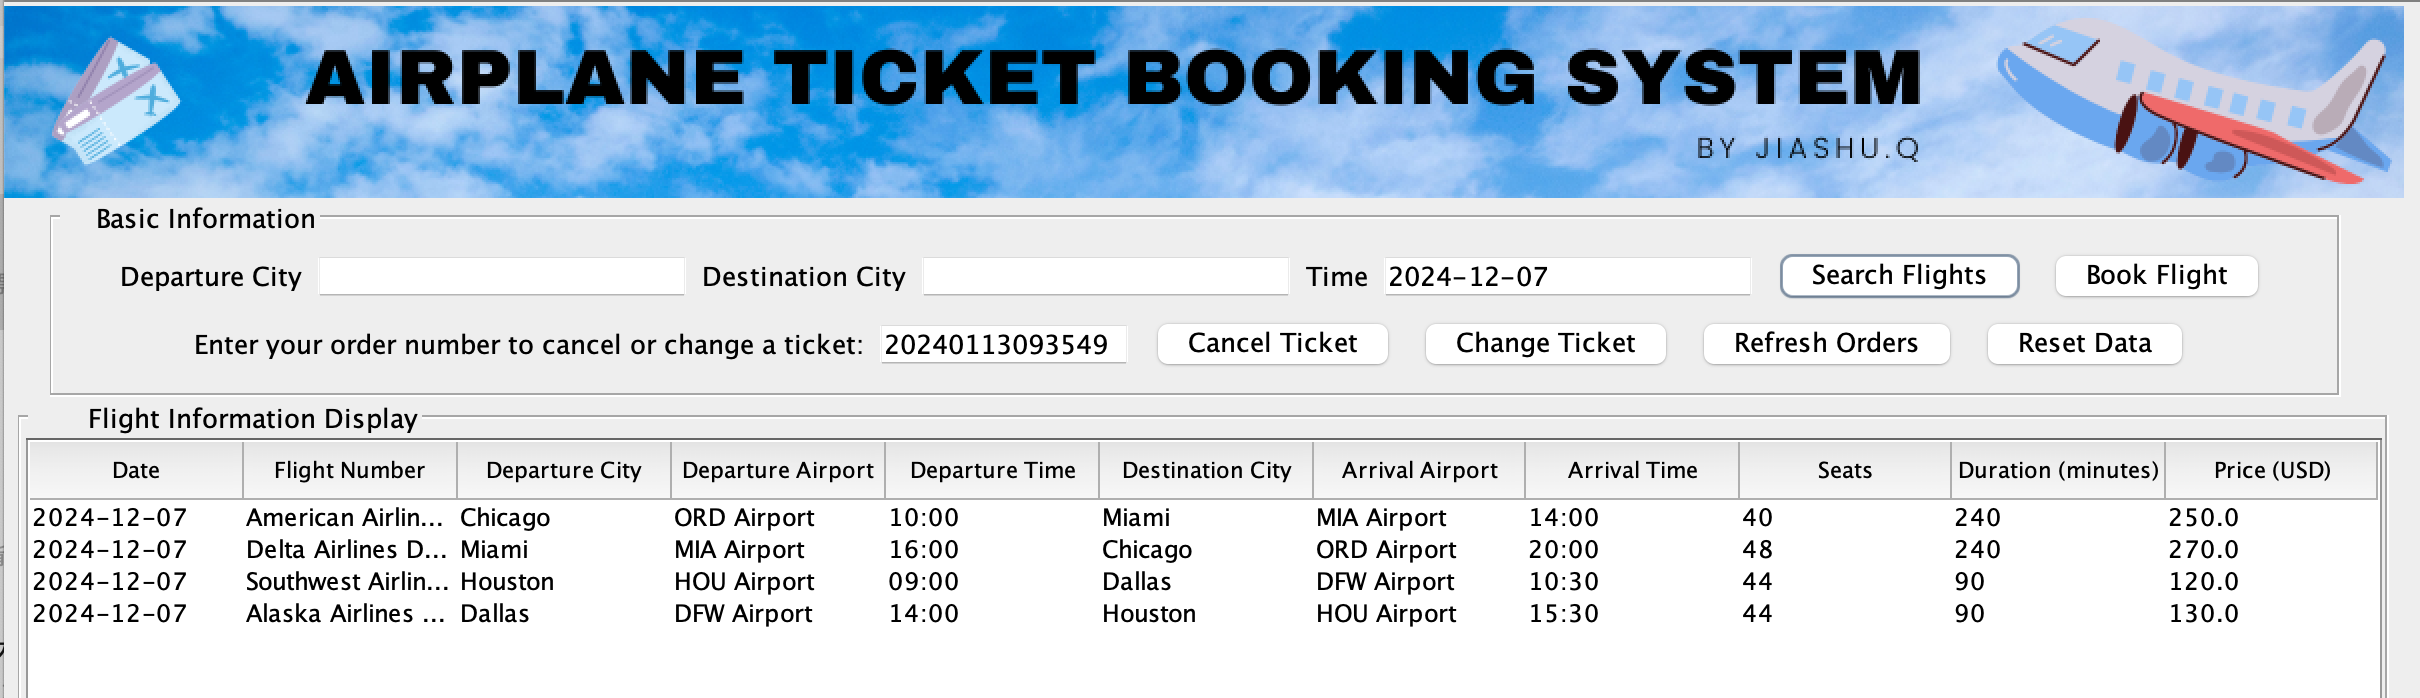 AIRPLANE TICKET BOOKING SYSTEM
BY JIASHU.Q
Basic Information
Departure City Destination City Time 2024-12-07 Search Flights Book Flight
Enter your order number to cancel or change a ticket: 20240113093549 Cancel Ticket Change Ticket Refresh Orders Reset Data
Flight Information Display
Date Flight Number Departure City Departure Airport Departure Time Destination City Arrival Airport Arrival Time Seats Duration (minutes) Price (USD)
2024-12-07 American Airlin... Chicago ORD Airport 10:00 Miami MIA Airport 14:00 40 240 250.0
2024-12-07 Delta Airlines D... Miami MIA Airport 16:00 Chicago ORD Airport 20:00 48 240 270.0
2024-12-07 Southwest Airlin... Houston HOU Airport 09:00 Dallas DFW Airport 10:30 44 90 120.0
2024-12-07 Alaska Airlines ... Dallas DFW Airport 14:00 Houston HOU Airport 15:30 44 90 130.0